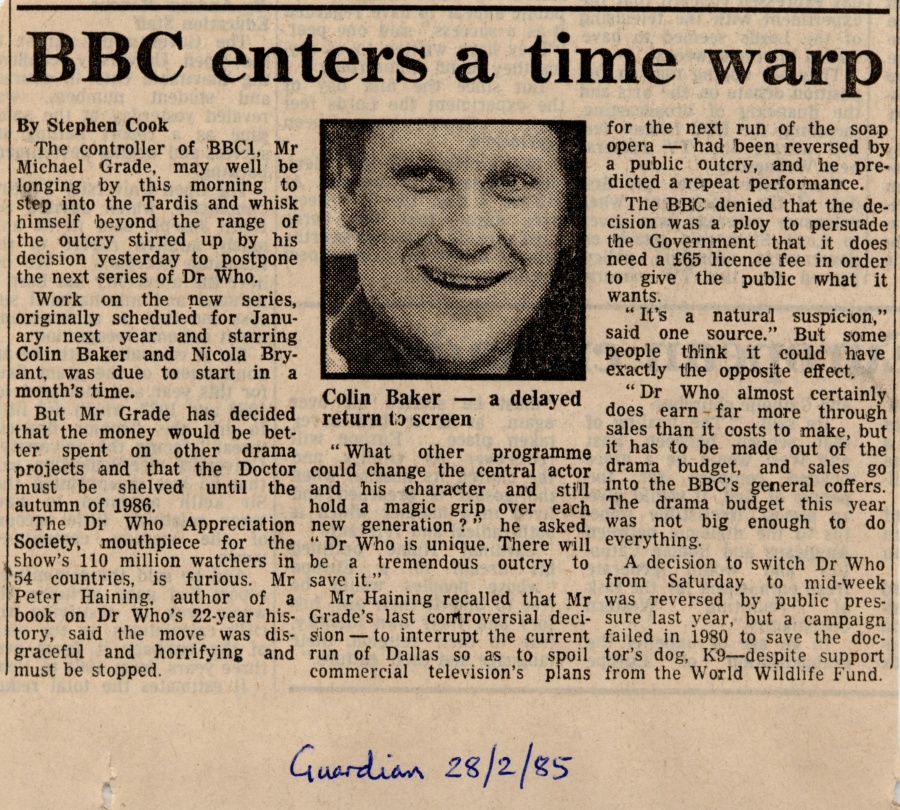 BBC enters a time warp
By Stephen Cook
The controller of BBC1, Mr
Michael Grade, may well be
longing by this morning to
step into the Tardis and whisk
himself beyond the range of
the outcry stirred up by his
decision yesterday to postpone
the next series of Dr Who.
Work on the new series,
originally scheduled for Janu-
ary next year and starring
Colin Baker and Nicola Bry-
ant, was due to start in a
month's time.
But Mr Grade has decided
that the money would be bet-
ter spent on other drama
projects and that the Doctor
must be shelved until the
autumn of 1986.
The Dr Who Appreciation
Society, mouthpiece for the
show's 110 million watchers in
54 countries, is furious. Mr
Peter Haining, author of a
book on Dr Who's 22-year his-
tory, said the move was dis-
graceful and horrifying and
must be stopped.
Colin Baker — a delayed
return to screen
"What other programme
could change the central actor
and his character and still
hold a magic grip over each
new generation?" he asked.
"Dr Who is unique. There will
be a tremendous outcry to
save it."
Mr Haining recalled that Mr
Grade's last controversial deci-
sion — to interrupt the current
run of Dallas so as to spoil
commercial television's plans
for the next run of the soap
opera — had been reversed by
a public outcry, and he pre-
dicted a repeat performance.
The BBC denied that the de-
cision was a ploy to persuade
the Government that it does
need a £65 licence fee in order
to give the public what it
wants.
"It's a natural suspicion,"
said one source." But some
people think it could have
exactly the opposite effect.
"Dr Who almost certainly
does earn far more through
sales than it costs to make, but
it has to be made out of the
drama budget, and sales go
into the BBC's general coffers.
The drama budget this year
was not big enough to do
everything.
A decision to switch Dr Who
from Saturday to mid-week
was reversed by public pres-
sure last year, but a campaign
failed in 1980 to save the doc-
tor's dog, K9—despite support
from the World Wildlife Fund.
Guardian 28/2/85